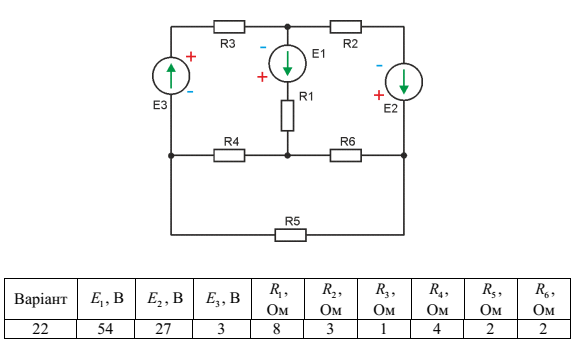 R3 R2
E1
E3 E2
R1
R4 R6
R5
+ - - + - +
Варіант E₁, В E₂, В E₃, В R₁, Ом R₂, Ом R₃, Ом R₄, Ом R₅, Ом R₆, Ом
22 54 27 3 8 3 1 4 2 2